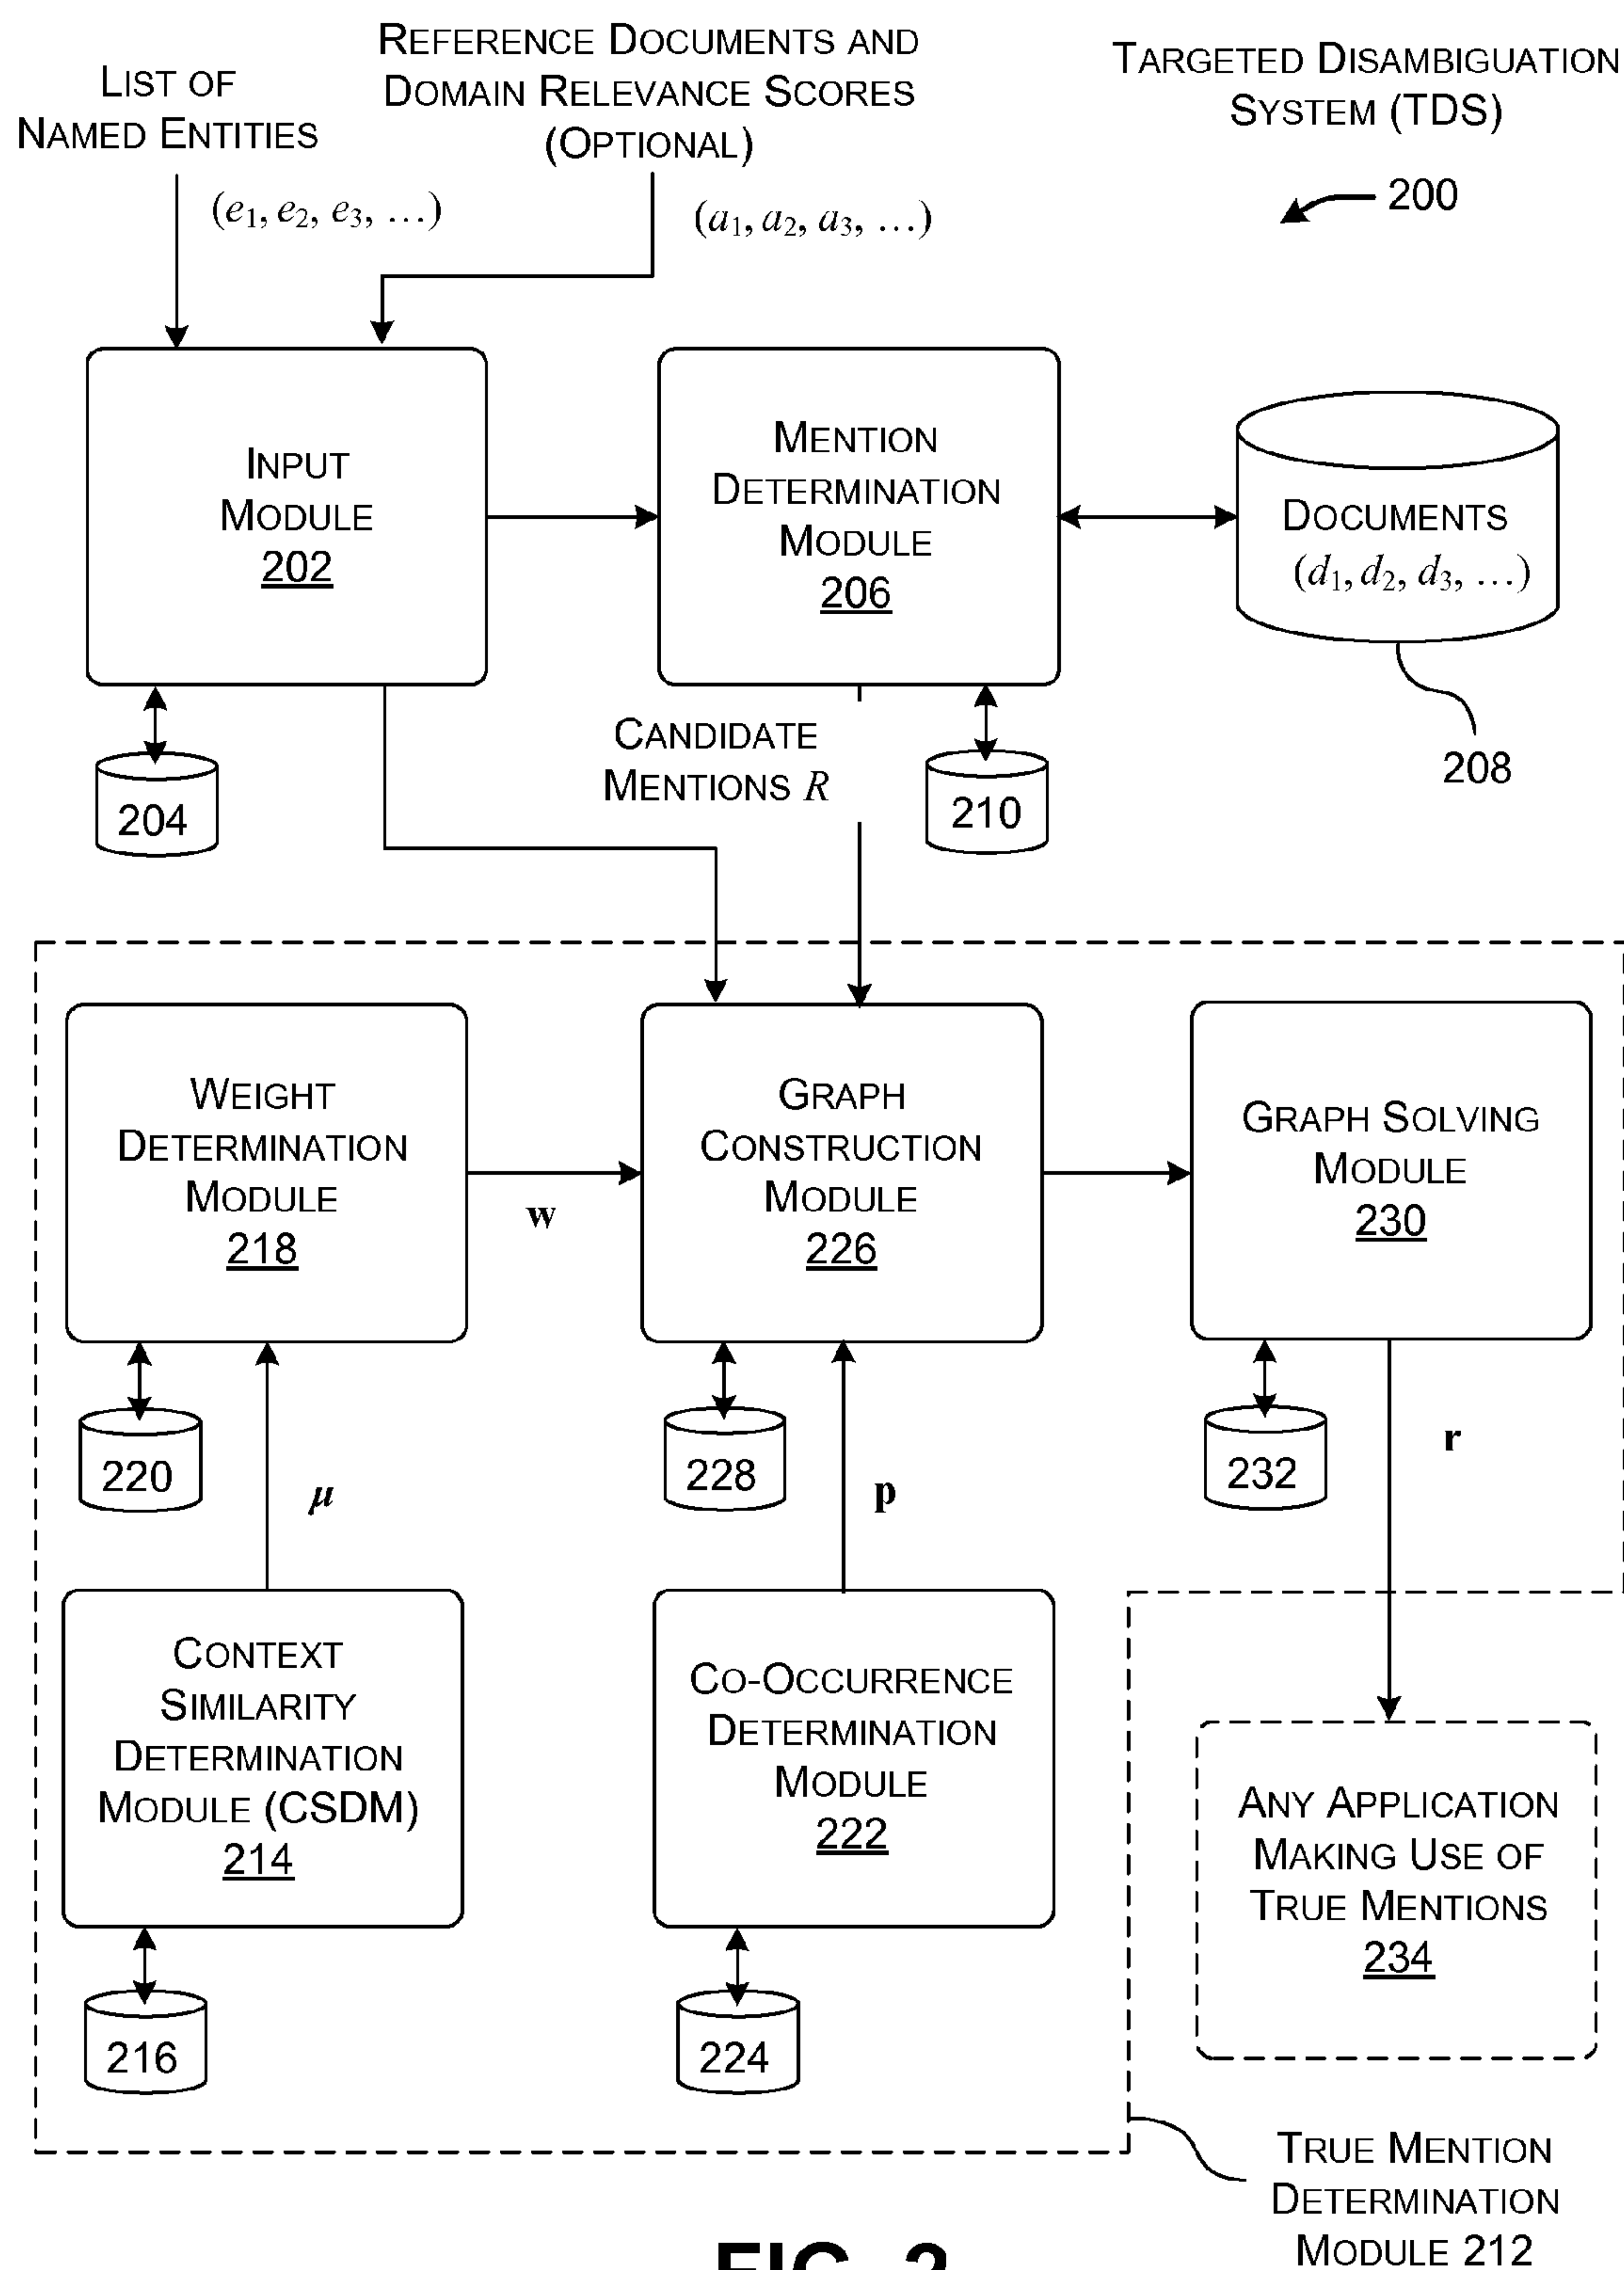 LIST OF
NAMED ENTITIES
REFERENCE DOCUMENTS AND
DOMAIN RELEVANCE SCORES
(OPTIONAL)
TARGETED DISAMBIGUATION
SYSTEM (TDS)
200
(e1, e2, e3, …)
(a1, a2, a3, …)
INPUT
MODULE
202
MENTION
DETERMINATION
MODULE
206
DOCUMENTS
(d1, d2, d3, …)
208
204
CANDIDATE
MENTIONS R
210
WEIGHT
DETERMINATION
MODULE
218
w
GRAPH
CONSTRUCTION
MODULE
226
GRAPH SOLVING
MODULE
230
220
μ
228
p
232
r
CONTEXT
SIMILARITY
DETERMINATION
MODULE (CSDM)
214
CO-OCCURRENCE
DETERMINATION
MODULE
222
ANY APPLICATION
MAKING USE OF
TRUE MENTIONS
234
216
224
TRUE MENTION
DETERMINATION
MODULE 212
FIG. 2